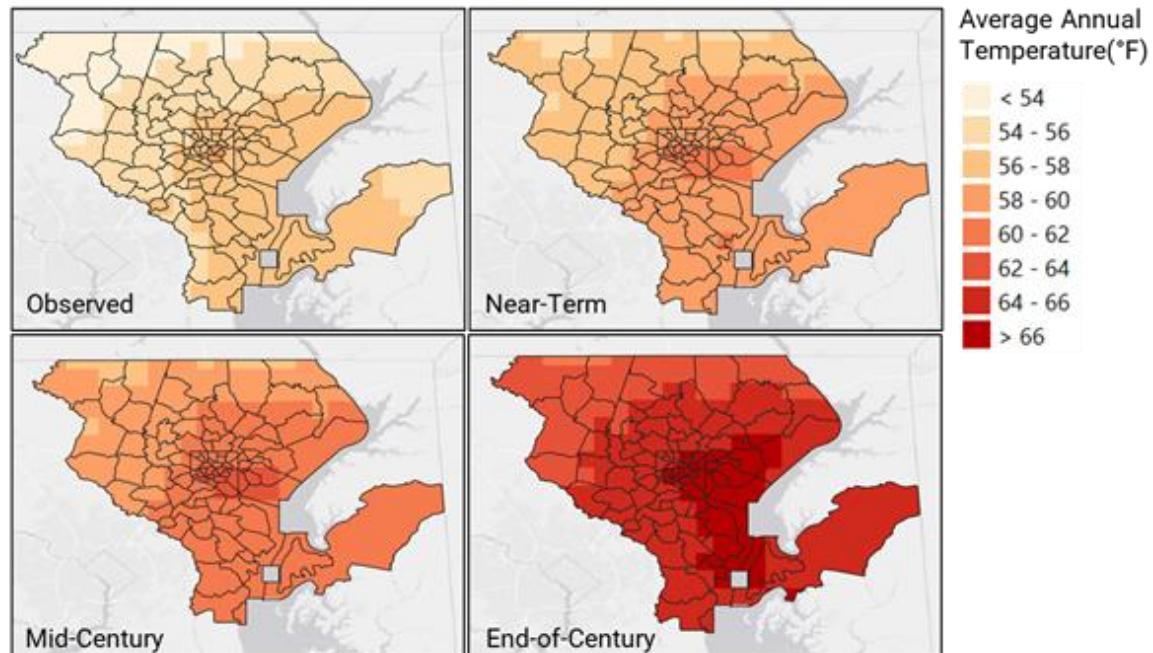 Average Annual
Temperature(°F)
< 54
54 - 56
56 - 58
58 - 60
60 - 62
62 - 64
64 - 66
> 66
Observed
Near-Term
Mid-Century
End-of-Century